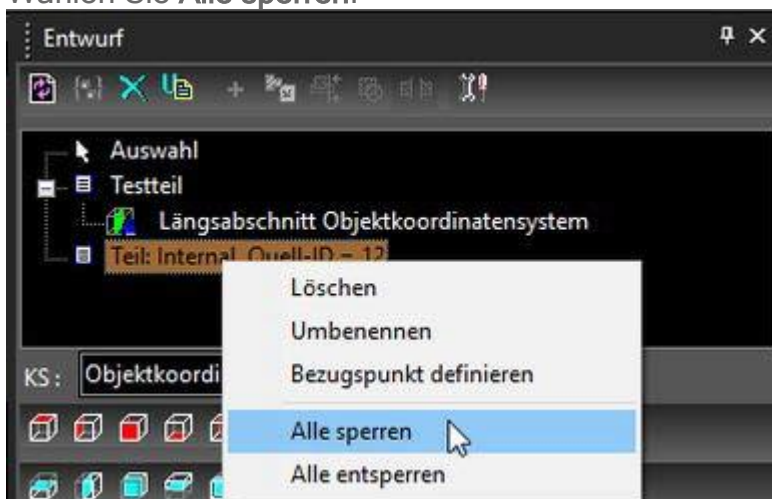 Wählen Sie Alle sperren.
Entwurf
Auswahl
Testteil
Längsabschnitt Objektkoordinatensystem
Teil: Internal, Quell-ID = 12
Löschen
Umbenennen
KS: Objektkoordi
Bezugspunkt definieren
Alle sperren
Alle entsperren